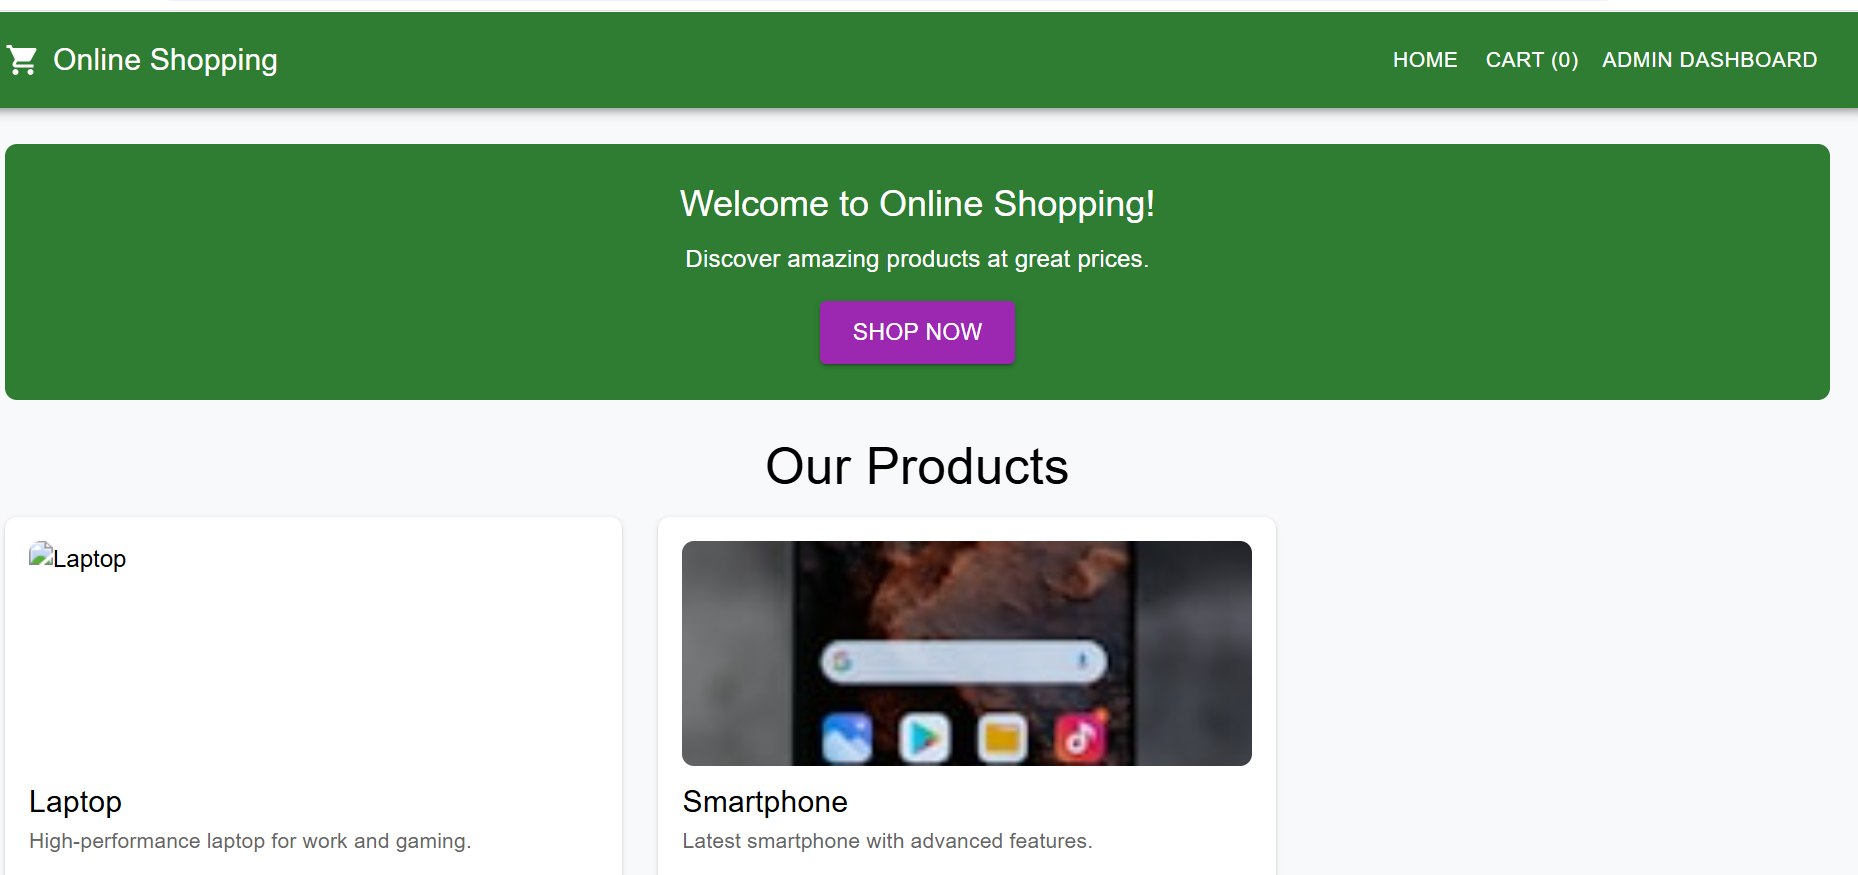 Online Shopping
HOME CART (0) ADMIN DASHBOARD
Welcome to Online Shopping!
Discover amazing products at great prices.
SHOP NOW
Our Products
Laptop
Laptop
High-performance laptop for work and gaming.
Smartphone
Latest smartphone with advanced features.